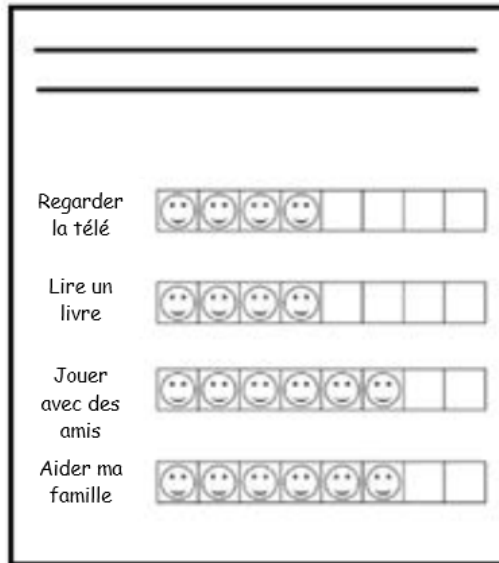 Regarder
la télé
Lire un
livre
Jouer
avec des
amis
Aider ma
famille